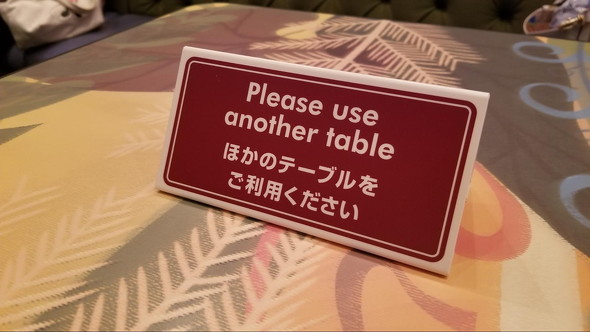 Please use
another table
ほかのテーブルを
ご利用ください